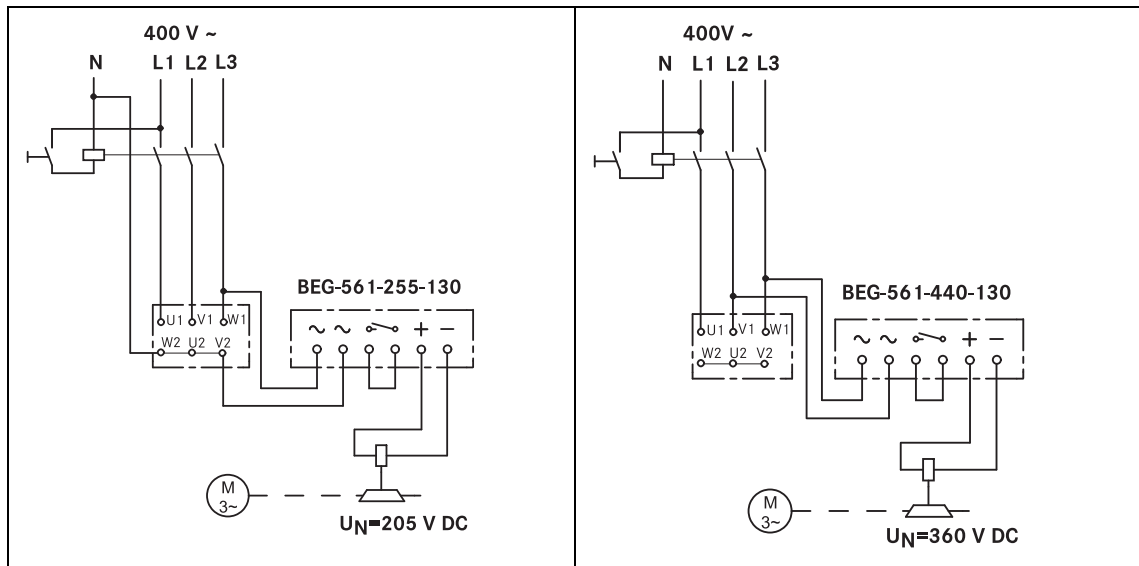 400 V ~
N L1 L2 L3
BEG-561-255-130
U1 V1 W1
W2 U2 V2
~ ~ + −
M
3~
UN=205 V DC
400V ~
N L1 L2 L3
BEG-561-440-130
U1 V1 W1
W2 U2 V2
~ ~ + −
M
3~
UN=360 V DC